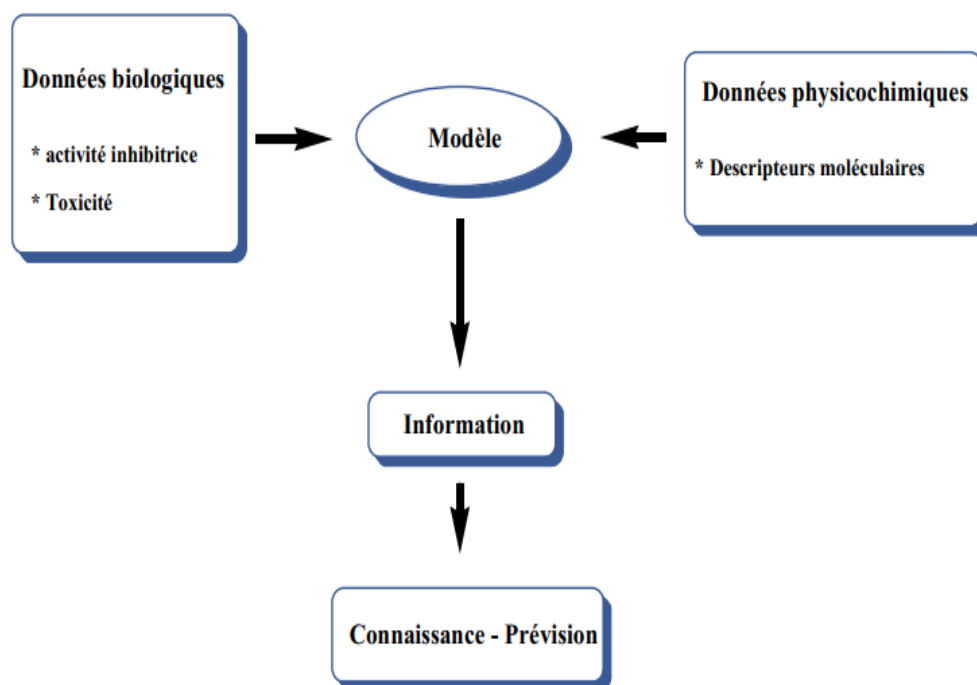 Données biologiques
* activité inhibitrice
* Toxicité
Modèle
Données physicochimiques
* Descripteurs moléculaires
Information
Connaissance - Prévision